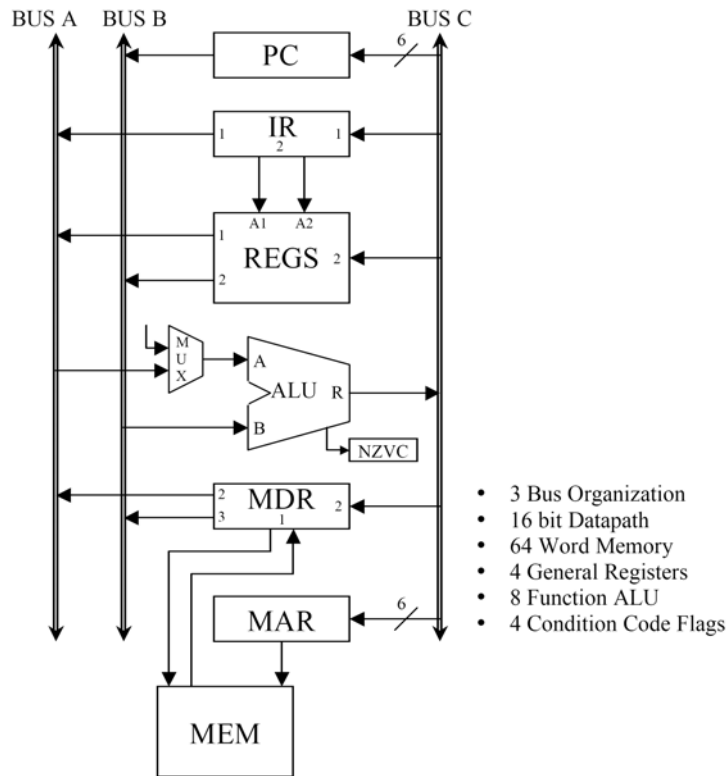 BUS A BUS B BUS C
PC
6
1 IR 1
2
A1 A2
1
REGS 2
2
M
U
X
A
ALU R
B
NZVC
2 MDR 2
3 1
MAR
6
MEM
• 3 Bus Organization
• 16 bit Datapath
• 64 Word Memory
• 4 General Registers
• 8 Function ALU
• 4 Condition Code Flags